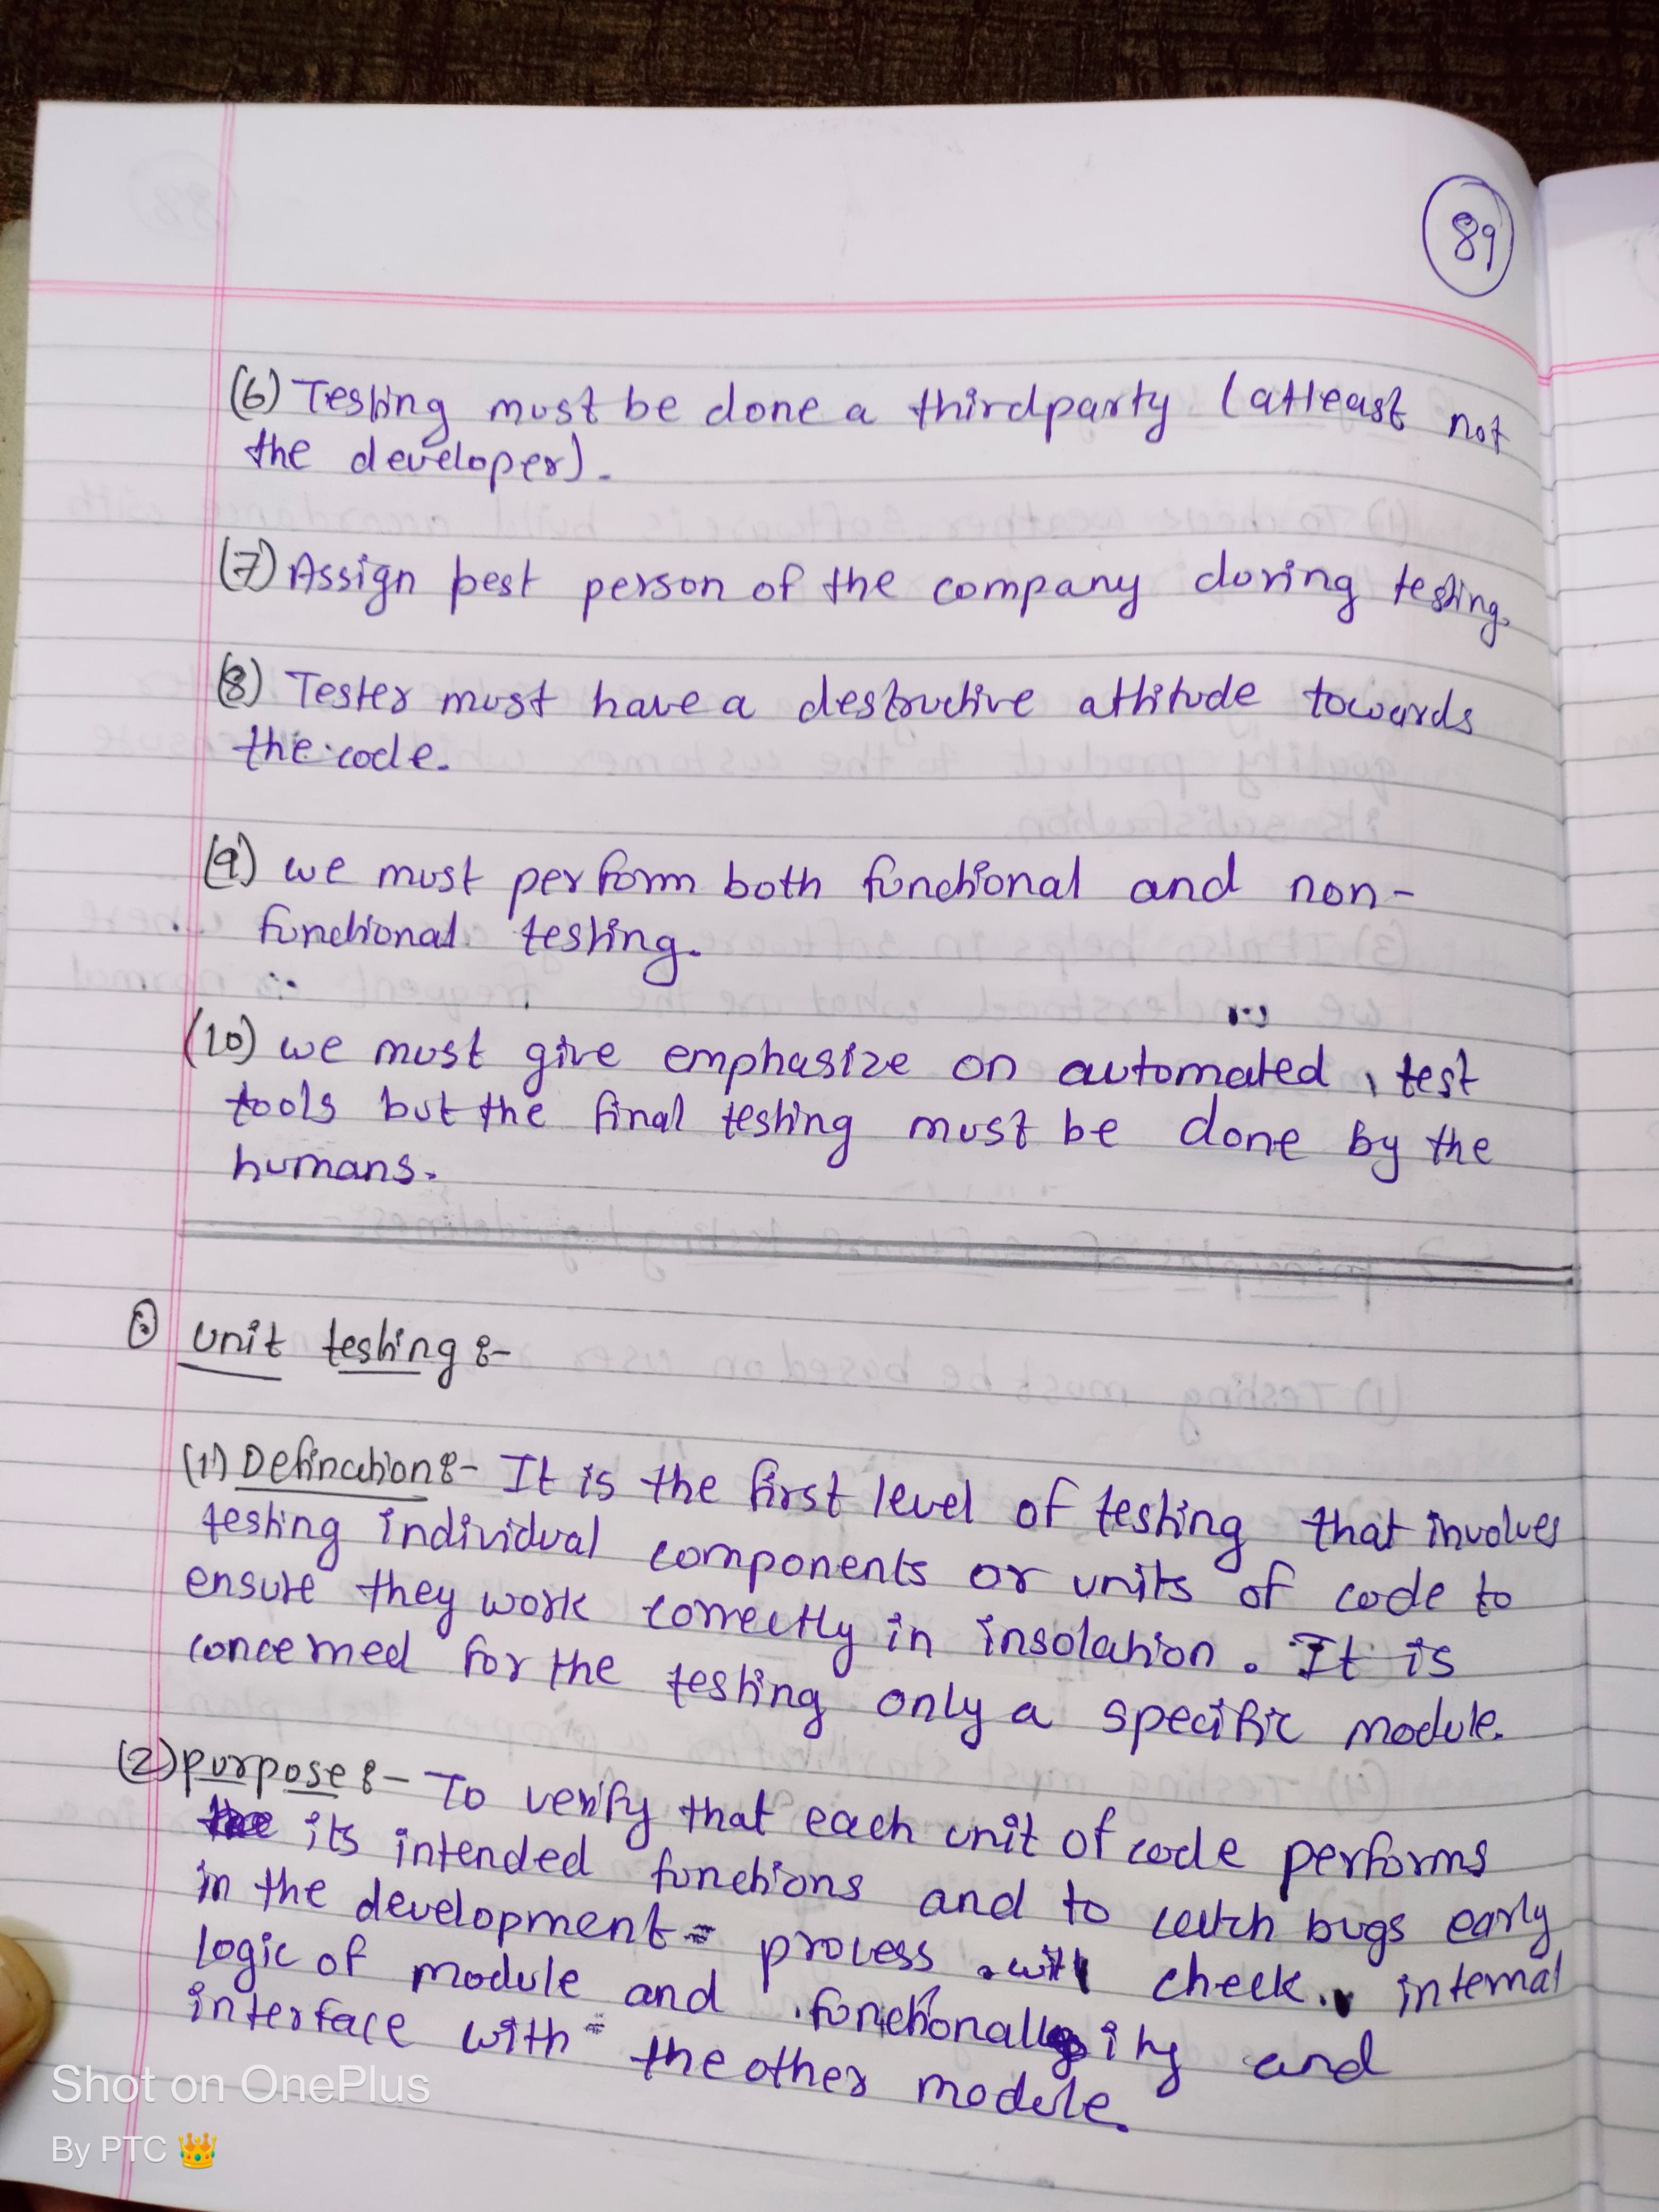 89
(6) Testing must be done a thirdparty (atleast not
the developer).
(7) Assign best person of the company during testing.
(8) Tester must have a destructive attitude towards
the code.
(9) we must perform both functional and non-
functional testing.
(10) we must give emphasize on automated, test
tools but the final testing must be done by the
humans.
unit testing :-
(1) Defination :- It is the first level of testing that involves
testing individual components or units of code to
ensure they work correctly in insolation. It is
concerned for the testing only a specific module.
(2) purpose :- To verify that each unit of code performs
its intended functions and to catch bugs early
in the development process. will check internal
logic of module and functionality and
interface with the other module.
Shot on OnePlus
By PTC 👑